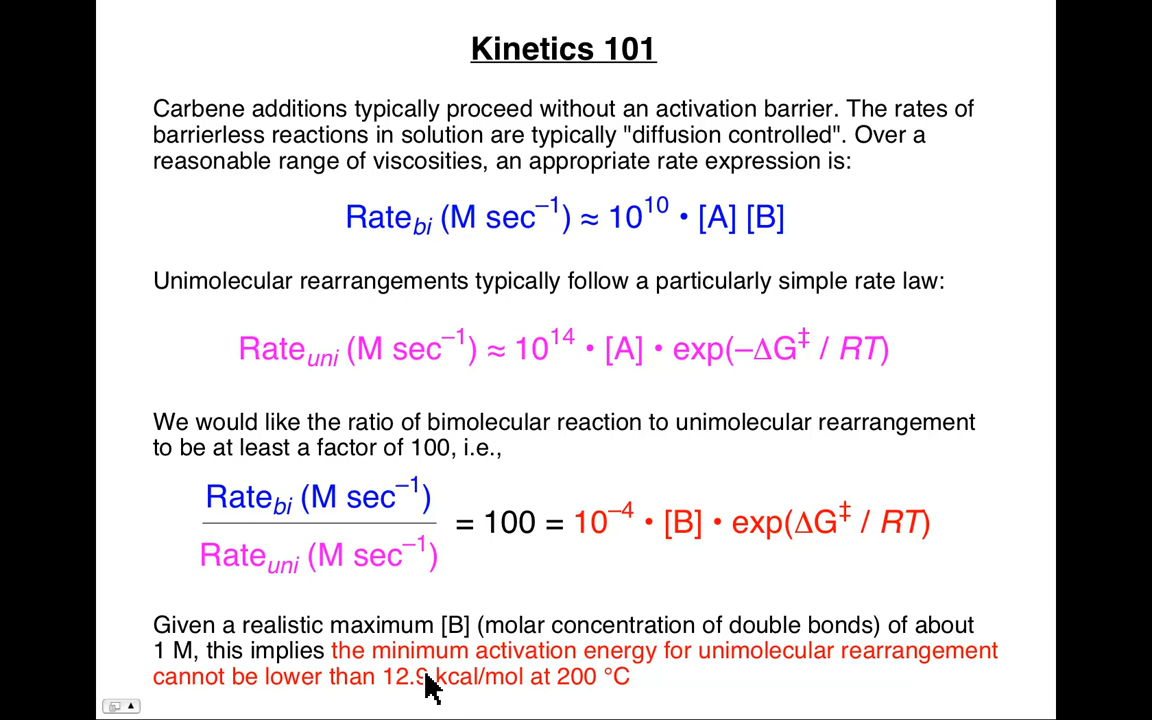 Kinetics 101
Carbene additions typically proceed without an activation barrier. The rates of
barrierless reactions in solution are typically "diffusion controlled". Over a
reasonable range of viscosities, an appropriate rate expression is:
Rate_bi (M sec⁻¹) ≈ 10¹⁰ • [A] [B]
Unimolecular rearrangements typically follow a particularly simple rate law:
Rate_uni (M sec⁻¹) ≈ 10¹⁴ • [A] • exp(–ΔG‡ / RT)
We would like the ratio of bimolecular reaction to unimolecular rearrangement
to be at least a factor of 100, i.e.,
Rate_bi (M sec⁻¹)
= 100 = 10⁻⁴ • [B] • exp(ΔG‡ / RT)
Rate_uni (M sec⁻¹)
Given a realistic maximum [B] (molar concentration of double bonds) of about
1 M, this implies the minimum activation energy for unimolecular rearrangement
cannot be lower than 12.9 kcal/mol at 200 °C